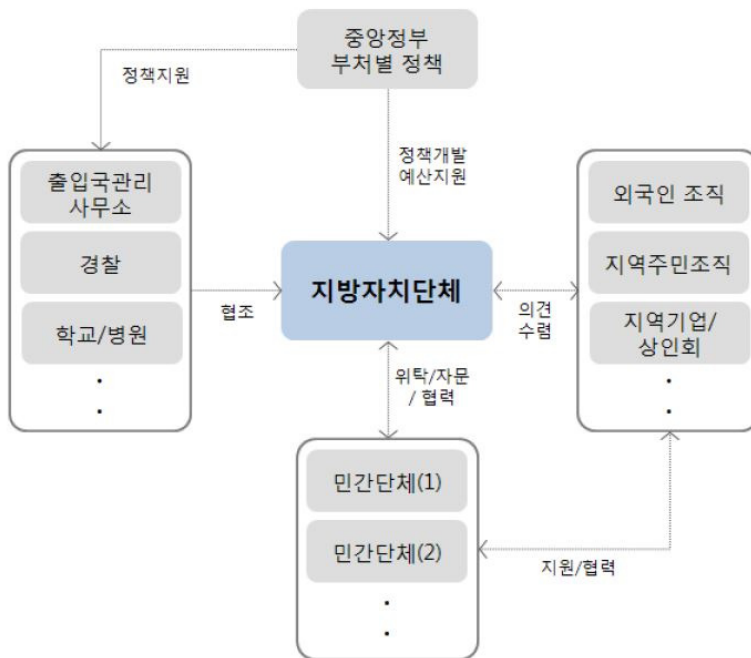 중앙정부
부처별 정책
정책지원
정책개발
예산지원
출입국관리
사무소
경찰
학교/병원
협조
지방자치단체
의견
수렴
외국인 조직
지역주민조직
지역기업/
상인회
위탁/자문
/ 협력
민간단체(1)
민간단체(2)
지원/협력